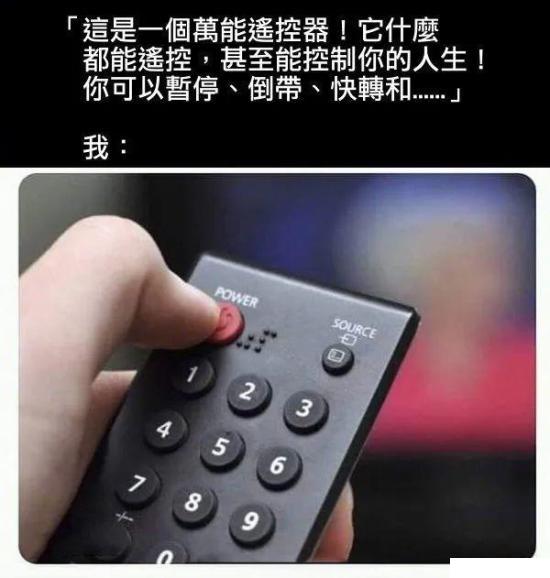 「這是一個萬能遙控器！它什麼
都能遙控，甚至能控制你的人生！
你可以暫停、倒帶、快轉和......」
我：
POWER
SOURCE
1
2
3
4
5
6
7
8
9
0